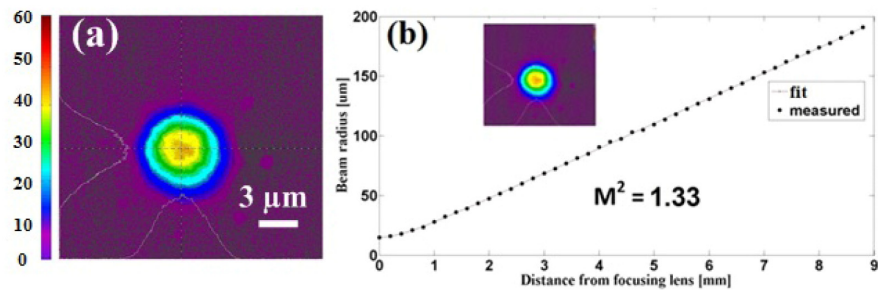 60
50
40
30
20
10
0
(a)
3 µm
(b)
200
150
100
50
0
Beam radius [um]
fit
measured
M² = 1.33
0 1 2 3 4 5 6 7 8 9
Distance from focusing lens [mm]